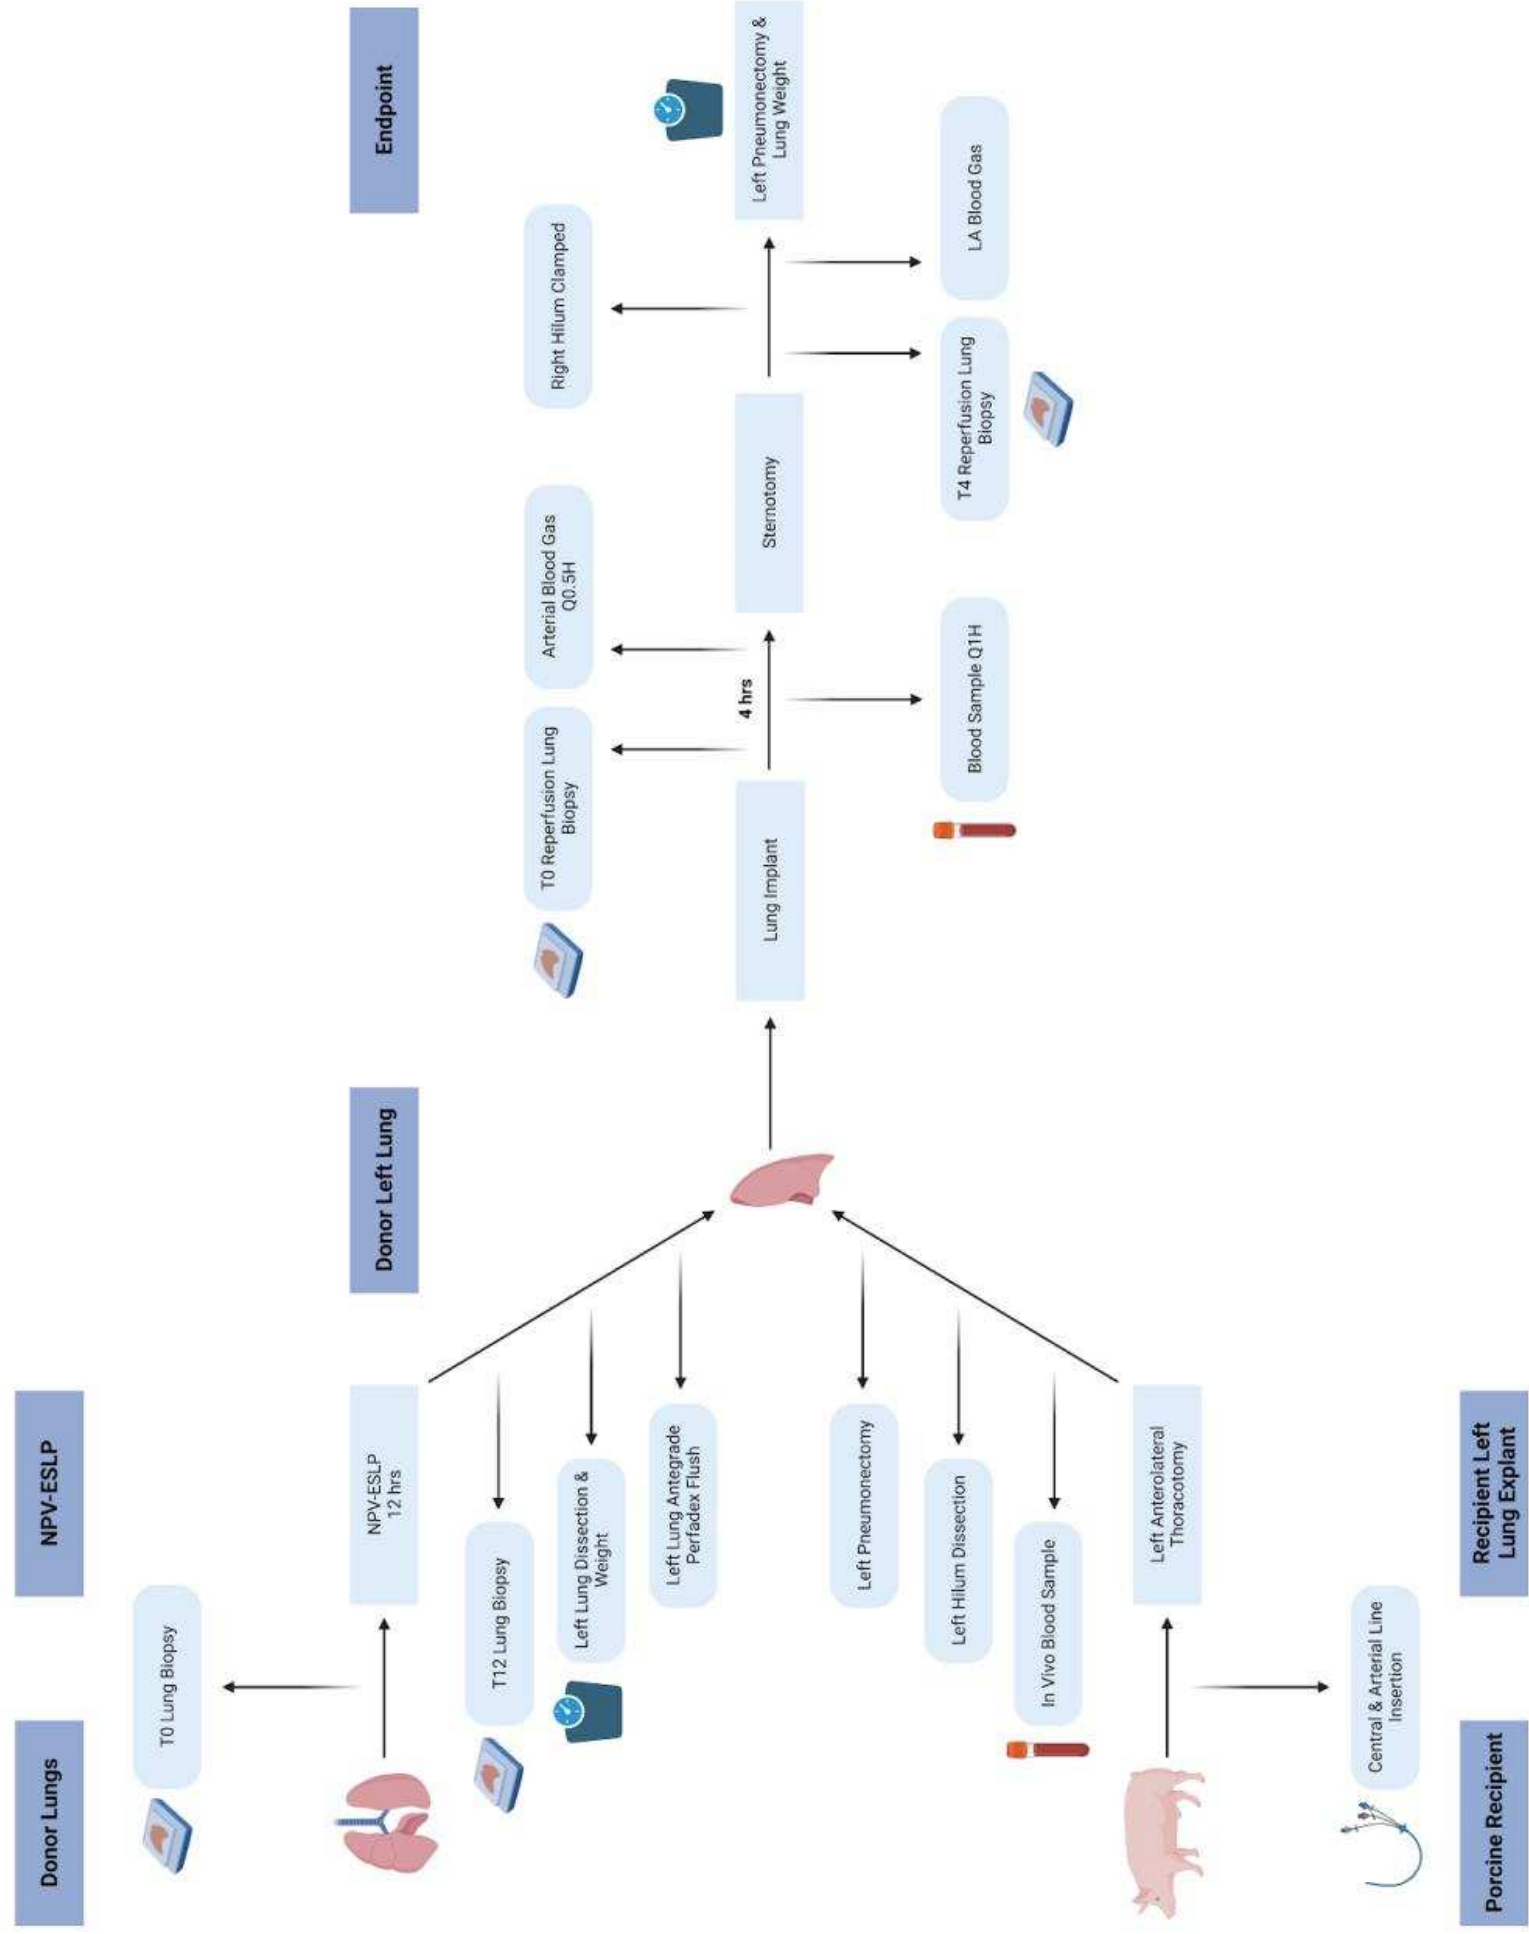 Donor Lungs
NPV-ESLP
Donor Left Lung
Endpoint
T0 Lung Biopsy
NPV-ESLP
12 hrs
T12 Lung Biopsy
Left Lung Dissection &
Weight
Left Lung Antegrade
Perfadex Flush
Left Pneumonectomy
Left Hilum Dissection
In Vivo Blood Sample
Left Anterolateral
Thoracotomy
Central & Arterial Line
Insertion
Porcine Recipient
Recipient Left
Lung Explant
Lung Implant
T0 Reperfusion Lung
Biopsy
Arterial Blood Gas
Q0.5H
4 hrs
Blood Sample Q1H
Sternotomy
Right Hilum Clamped
T4 Reperfusion Lung
Biopsy
LA Blood Gas
Left Pneumonectomy &
Lung Weight